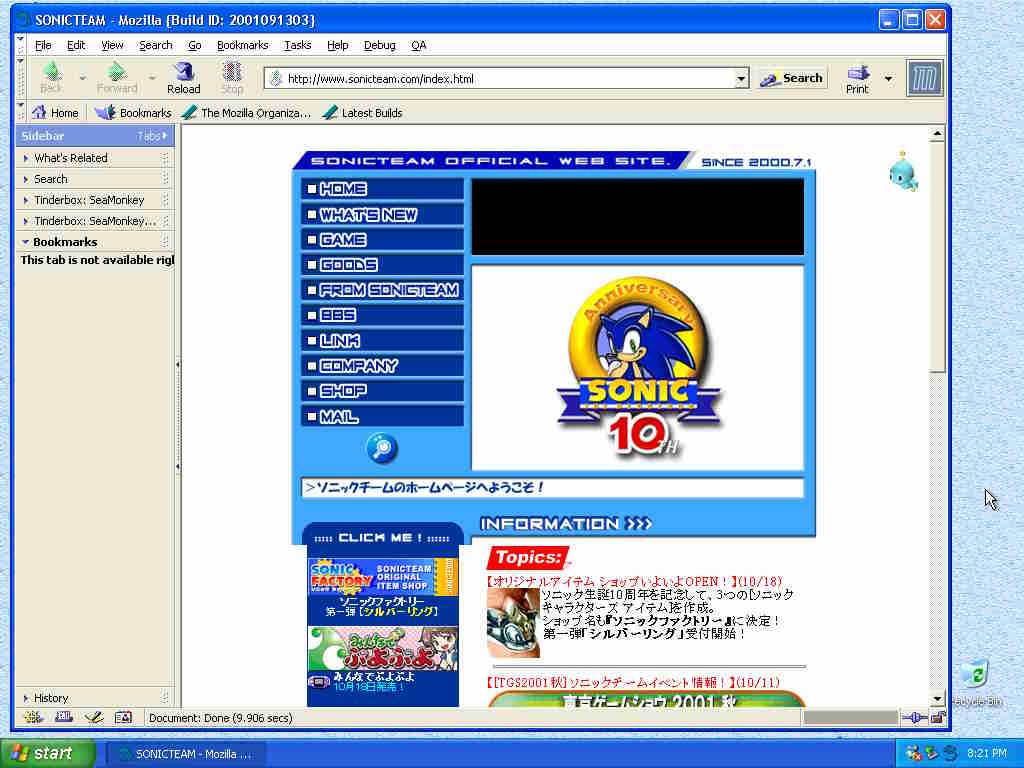 SONICTEAM - Mozilla {Build ID: 2001091303}
File Edit View Search Go Bookmarks Tasks Help Debug QA
Back Forward Reload Stop http://www.sonicteam.com/index.html Search Print
Home Bookmarks The Mozilla Organiza... Latest Builds
Sidebar Tabs
What's Related
Search
Tinderbox: SeaMonkey
Tinderbox: SeaMonkey...
Bookmarks
This tab is not available rig
History
SONICTEAM OFFICIAL WEB SITE. SINCE 2000.7.1
HOME
WHAT'S NEW
GAME
GOODS
FROM SONICTEAM
BBS
LINK
COMPANY
SHOP
MAIL
Anniversary
SONIC
THE HEDGEHOG
10TH
>ソニックチームのホームページへようこそ！
INFORMATION >>>
::::: CLICK ME ! ::::::
SONIC FACTORY
SONICTEAM
ORIGINAL
ITEM SHOP
ソニックファクトリー
第一弾【シルバーリング】
みんなでぷよぷよ
みんなでぷよぷよ
10月18日発売！
Topics:
【オリジナルアイテム ショップいよいよOPEN！】(10/18)
ソニック生誕10周年を記念して、3つの[ソニック
キャラクターズ アイテム]を作成。
ショップ名も『ソニックファクトリー』に決定！
第一弾「シルバーリング」受付開始！
【[TGS2001秋]ソニックチームイベント情報！】(10/11)
東京ゲームショウ 2001 秋
Document: Done (9.906 secs)
Recycle Bin
start SONICTEAM - Mozilla ... 8:21 PM